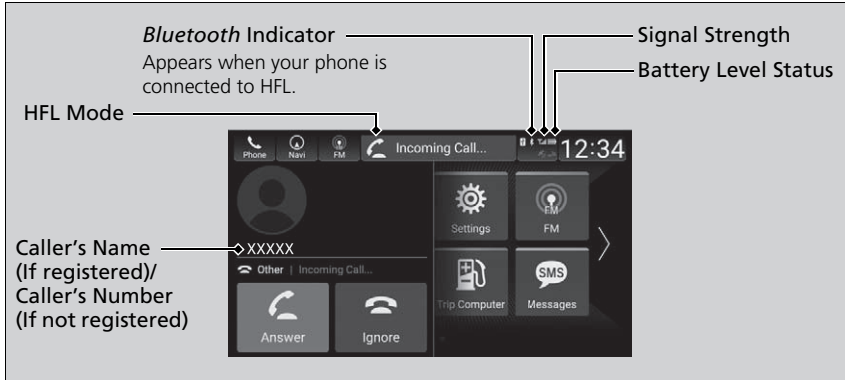 Bluetooth Indicator
Appears when your phone is
connected to HFL.
Signal Strength
Battery Level Status
HFL Mode
Phone
Navi
FM
Incoming Call...
12:34
XXXXX
Other | Incoming Call...
Answer
Ignore
Settings
FM
FM
Trip Computer
SMS
Messages
Caller's Name
(If registered)/
Caller's Number
(If not registered)